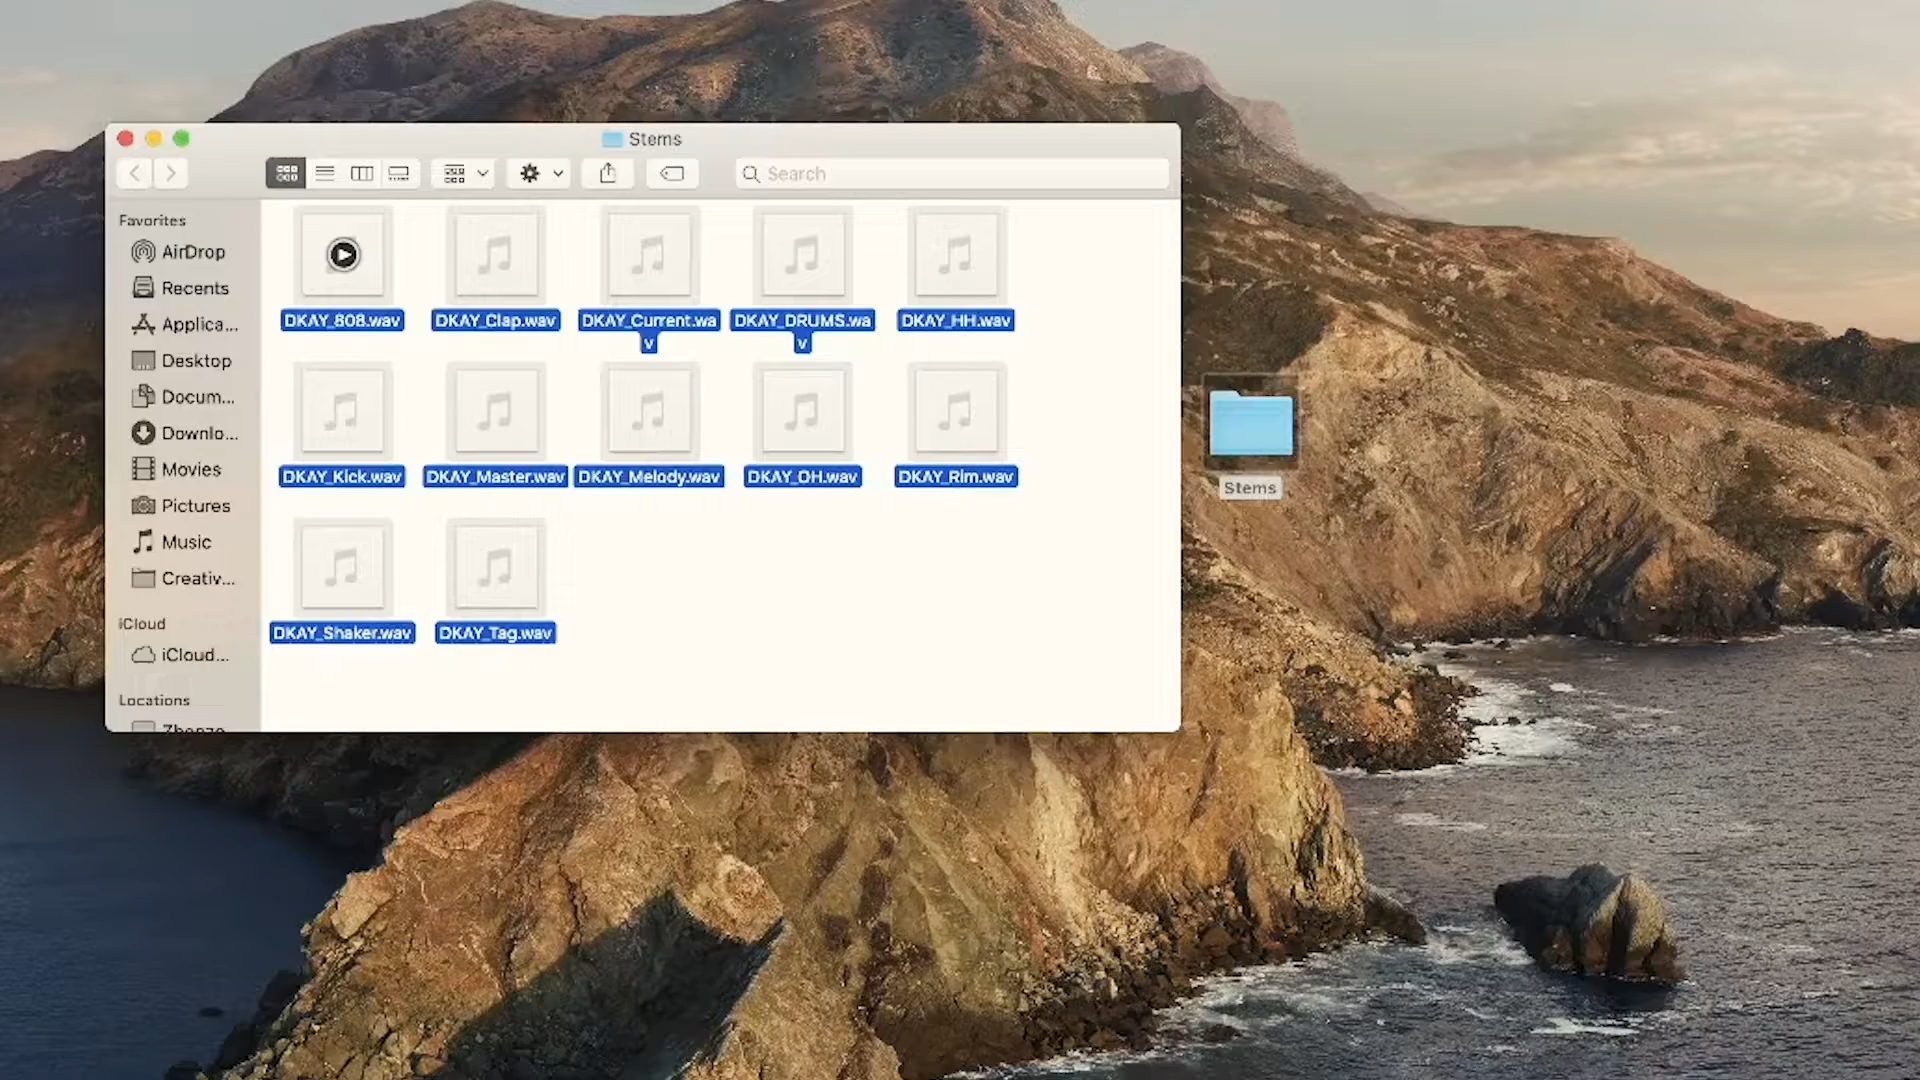 Stems
Search
Favorites
AirDrop
Recents
Applica...
Desktop
Docum...
Downlo...
Movies
Pictures
Music
Creativ...
iCloud
iCloud...
Locations
DKAY_808.wav
DKAY_Clap.wav
DKAY_Current.wa
v
DKAY_DRUMS.wa
v
DKAY_HH.wav
DKAY_Kick.wav
DKAY_Master.wav
DKAY_Melody.wav
DKAY_OH.wav
DKAY_Rim.wav
DKAY_Shaker.wav
DKAY_Tag.wav
Stems